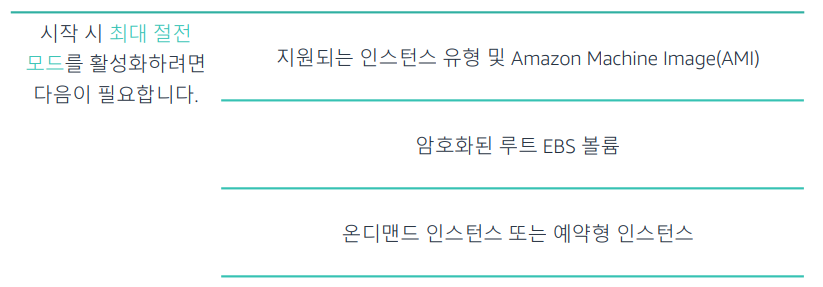 시작 시 최대 절전
모드를 활성화하려면
다음이 필요합니다.
지원되는 인스턴스 유형 및 Amazon Machine Image(AMI)
암호화된 루트 EBS 볼륨
온디맨드 인스턴스 또는 예약형 인스턴스